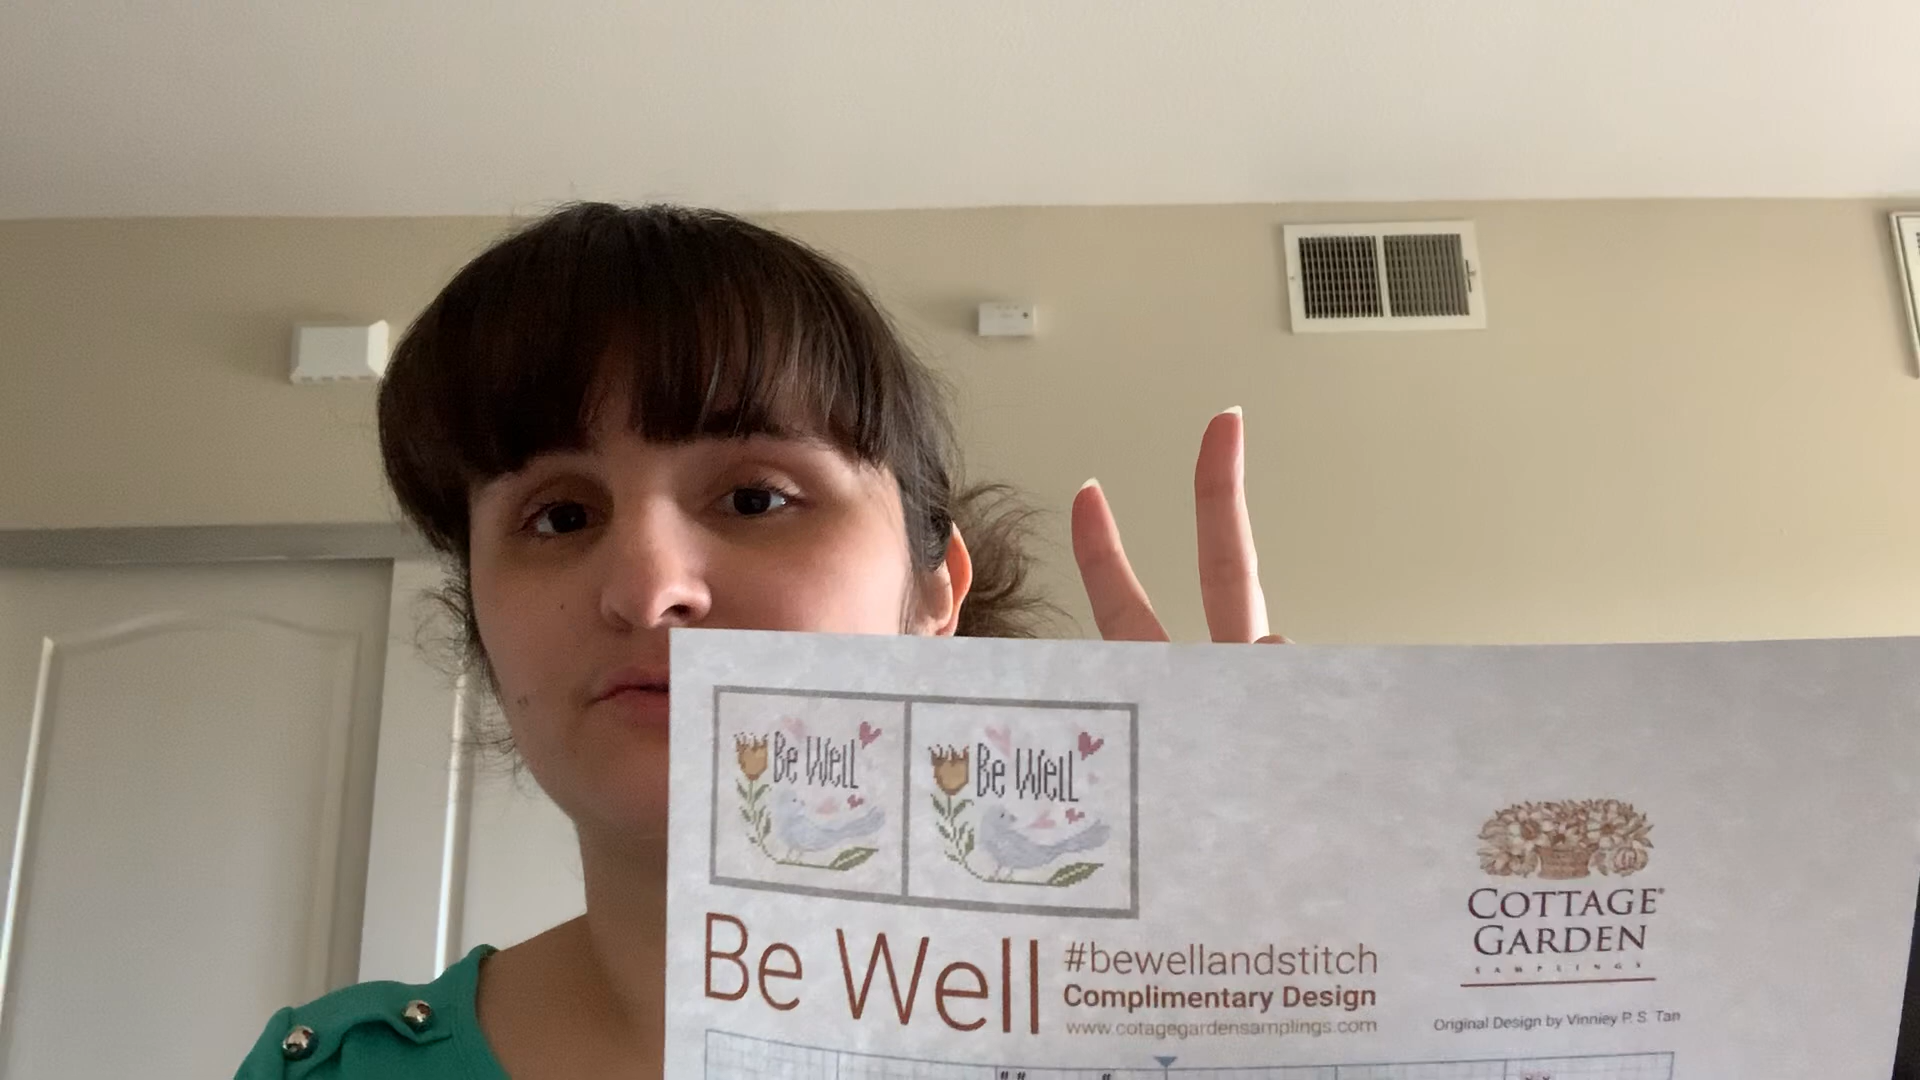 Be Well
Be Well
Be Well
#bewellandstitch
Complimentary Design
www.cotagegardensamplings.com
COTTAGE®
GARDEN
SAMPLINGS
Original Design by Vinniey P. S. Tan